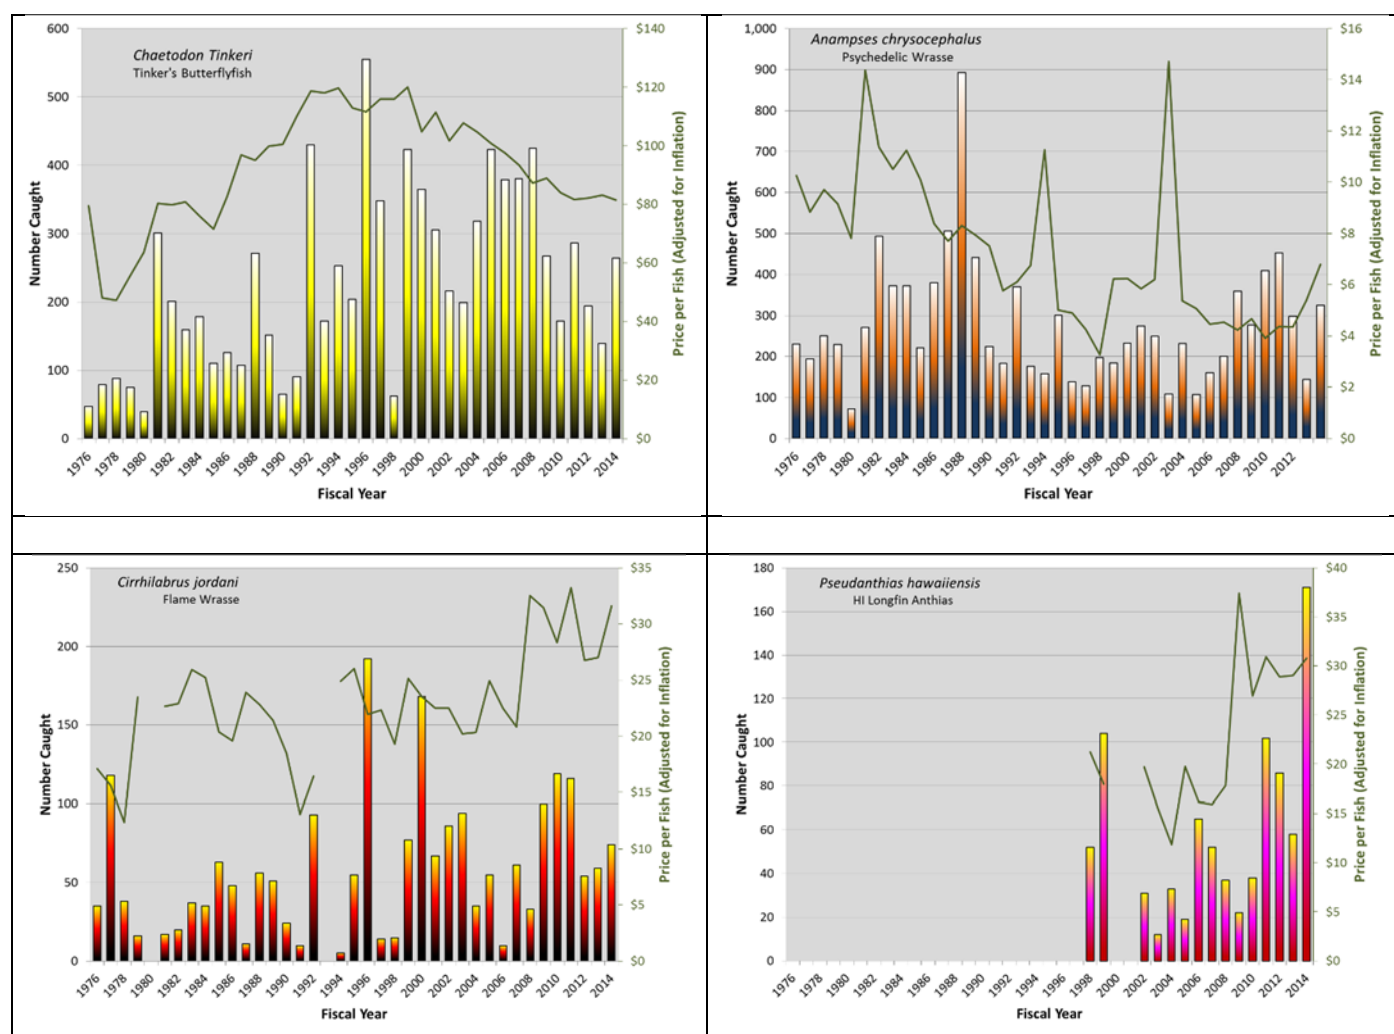 Chaetodon Tinkeri
Tinker's Butterflyfish
600
500
400
300
200
100
0
$140
$120
$100
$80
$60
$40
$20
$0
Number Caught
Price per Fish (Adjusted for Inflation)
1976 1978 1980 1982 1984 1986 1988 1990 1992 1994 1996 1998 2000 2002 2004 2006 2008 2010 2012 2014
Fiscal Year
Anampses chrysocephalus
Psychedelic Wrasse
1,000
900
800
700
600
500
400
300
200
100
0
$16
$14
$12
$10
$8
$6
$4
$2
$0
Number Caught
Price per Fish (Adjusted for Inflation)
1976 1978 1980 1982 1984 1986 1988 1990 1992 1994 1996 1998 2000 2002 2004 2006 2008 2010 2012
Fiscal Year
Cirrhilabrus jordani
Flame Wrasse
250
200
150
100
50
0
$35
$30
$25
$20
$15
$10
$5
$0
Number Caught
Price per Fish (Adjusted for Inflation)
1976 1978 1980 1982 1984 1986 1988 1990 1992 1994 1996 1998 2000 2002 2004 2006 2008 2010 2012 2014
Fiscal Year
Pseudanthias hawaiiensis
HI Longfin Anthias
180
160
140
120
100
80
60
40
20
0
$40
$35
$30
$25
$20
$15
$10
$5
$0
Number Caught
Price per Fish (Adjusted for Inflation)
1976 1978 1980 1982 1984 1986 1988 1990 1992 1994 1996 1998 2000 2002 2004 2006 2008 2010 2012 2014
Fiscal Year